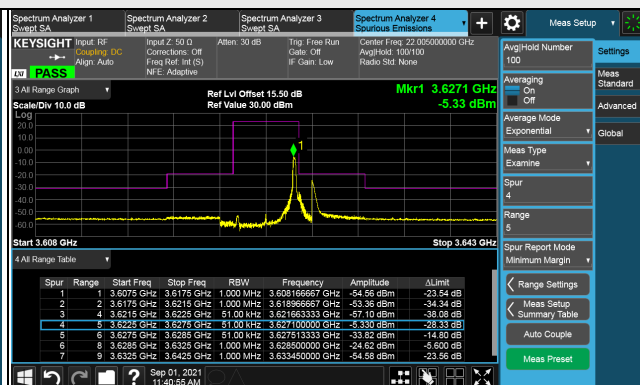 Spectrum Analyzer 1
Swept SA
Spectrum Analyzer 2
Swept SA
Spectrum Analyzer 3
Swept SA
Spectrum Analyzer 4
Spurious Emissions
Meas Setup
KEYSIGHT
Input: RF
Coupling: DC
Align: Auto
Input Z: 50 Ω
Corrections: Off
Freq Ref: Int (S)
NFE: Adaptive
Atten: 30 dB
Trig: Free Run
Gate: Off
IF Gain: Low
Center Freq: 22.005000000 GHz
Avg|Hold: 100/100
Radio Std: None
LXI PASS
3 All Range Graph
Scale/Div 10.0 dB
Ref Lvl Offset 15.50 dB
Ref Value 30.00 dBm
Mkr1 3.6271 GHz
-5.33 dBm
Log
20.0
10.0
0.00
-10.0
-20.0
-30.0
-40.0
-50.0
-60.0
1
Start 3.608 GHz
Stop 3.643 GHz
4 All Range Table
Spur Range Start Freq Stop Freq RBW Frequency Amplitude ΔLimit
1 1 3.6075 GHz 3.6175 GHz 1.000 MHz 3.608166667 GHz -54.56 dBm -23.54 dB
2 2 3.6175 GHz 3.6215 GHz 1.000 MHz 3.618966667 GHz -53.36 dBm -34.34 dB
3 4 3.6215 GHz 3.6225 GHz 51.00 kHz 3.621663333 GHz -57.10 dBm -38.08 dB
4 5 3.6225 GHz 3.6275 GHz 51.00 kHz 3.627100000 GHz -5.330 dBm -28.33 dB
5 6 3.6275 GHz 3.6285 GHz 51.00 kHz 3.627513333 GHz -33.82 dBm -14.80 dB
6 8 3.6285 GHz 3.6325 GHz 1.000 MHz 3.628500000 GHz -24.62 dBm -5.600 dB
7 9 3.6325 GHz 3.6425 GHz 1.000 MHz 3.633450000 GHz -54.58 dBm -23.56 dB
Sep 01, 2021
11:40:55 AM
?
Avg|Hold Number
100
Averaging
On
Off
Average Mode
Exponential
Meas Type
Examine
Spur
4
Range
5
Spur Report Mode
Minimum Margin
Range Settings
Meas Setup
Summary Table
Auto Couple
Meas Preset
Settings
Meas
Standard
Advanced
Global